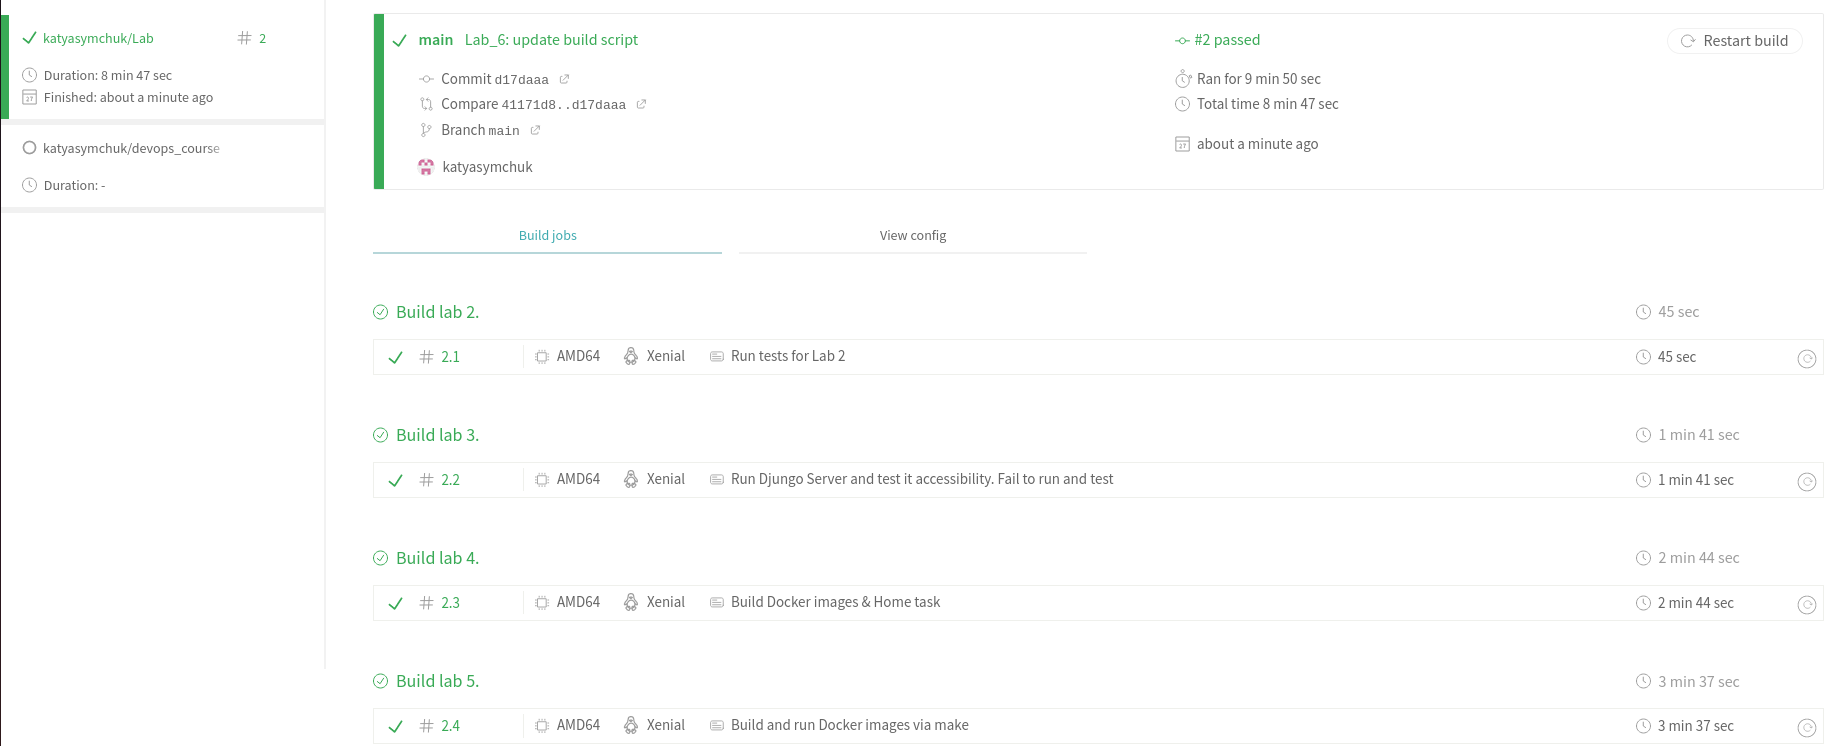 katyasymchuk/Lab # 2
Duration: 8 min 47 sec
Finished: about a minute ago
katyasymchuk/devops_course
Duration: -
main Lab_6: update build script
#2 passed
Restart build
Commit d17daaa
Ran for 9 min 50 sec
Compare 41171d8..d17daaa
Total time 8 min 47 sec
Branch main
about a minute ago
katyasymchuk
Build jobs
View config
Build lab 2.
45 sec
# 2.1 AMD64 Xenial Run tests for Lab 2 45 sec
Build lab 3.
1 min 41 sec
# 2.2 AMD64 Xenial Run Djungo Server and test it accessibility. Fail to run and test 1 min 41 sec
Build lab 4.
2 min 44 sec
# 2.3 AMD64 Xenial Build Docker images & Home task 2 min 44 sec
Build lab 5.
3 min 37 sec
# 2.4 AMD64 Xenial Build and run Docker images via make 3 min 37 sec